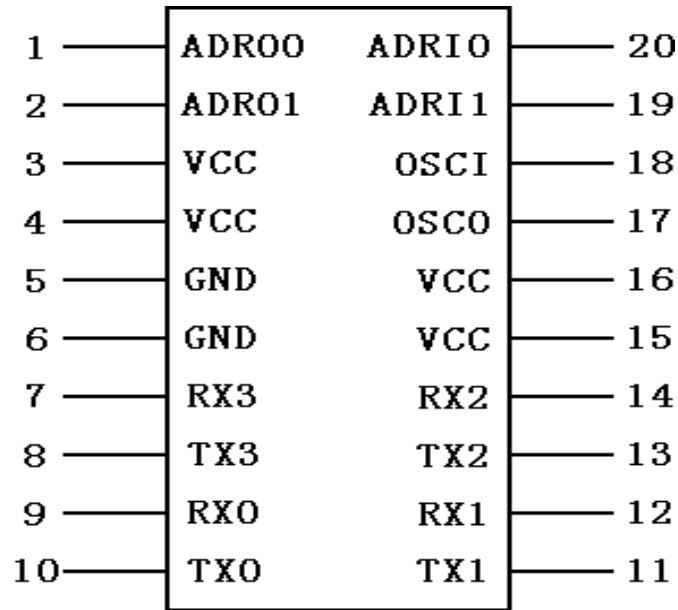 1 ADRO0 ADRI0 20
2 ADRO1 ADRI1 19
3 VCC OSCI 18
4 VCC OSCO 17
5 GND VCC 16
6 GND VCC 15
7 RX3 RX2 14
8 TX3 TX2 13
9 RX0 RX1 12
10 TX0 TX1 11